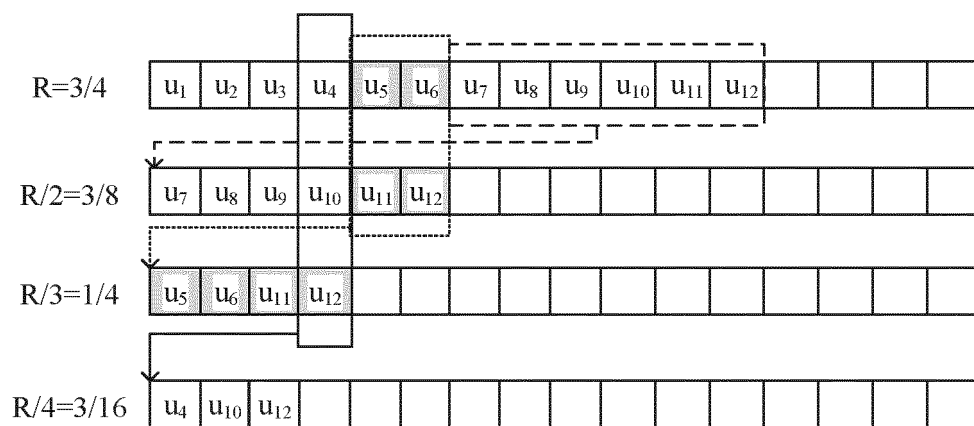 R=3/4 u₁ u₂ u₃ u₄ u₅ u₆ u₇ u₈ u₉ u₁₀ u₁₁ u₁₂
R/2=3/8 u₇ u₈ u₉ u₁₀ u₁₁ u₁₂
R/3=1/4 u₅ u₆ u₁₁ u₁₂
R/4=3/16 u₄ u₁₀ u₁₂